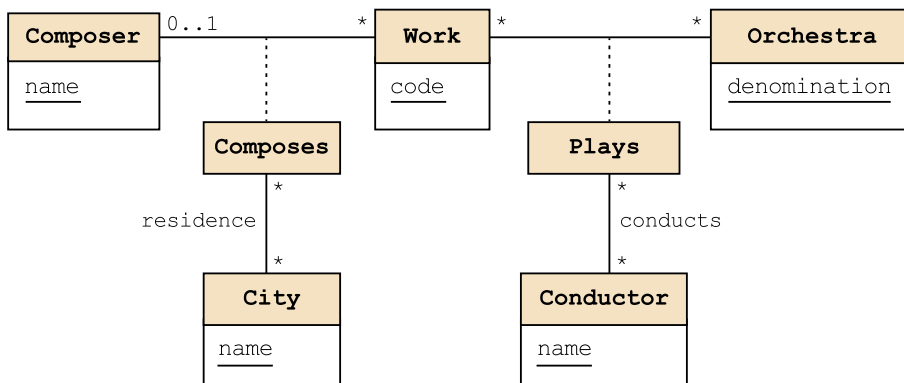 Composer 0..1 * Work * * Orchestra
name code denomination
Composes Plays
* *
residence conducts
* *
City Conductor
name name